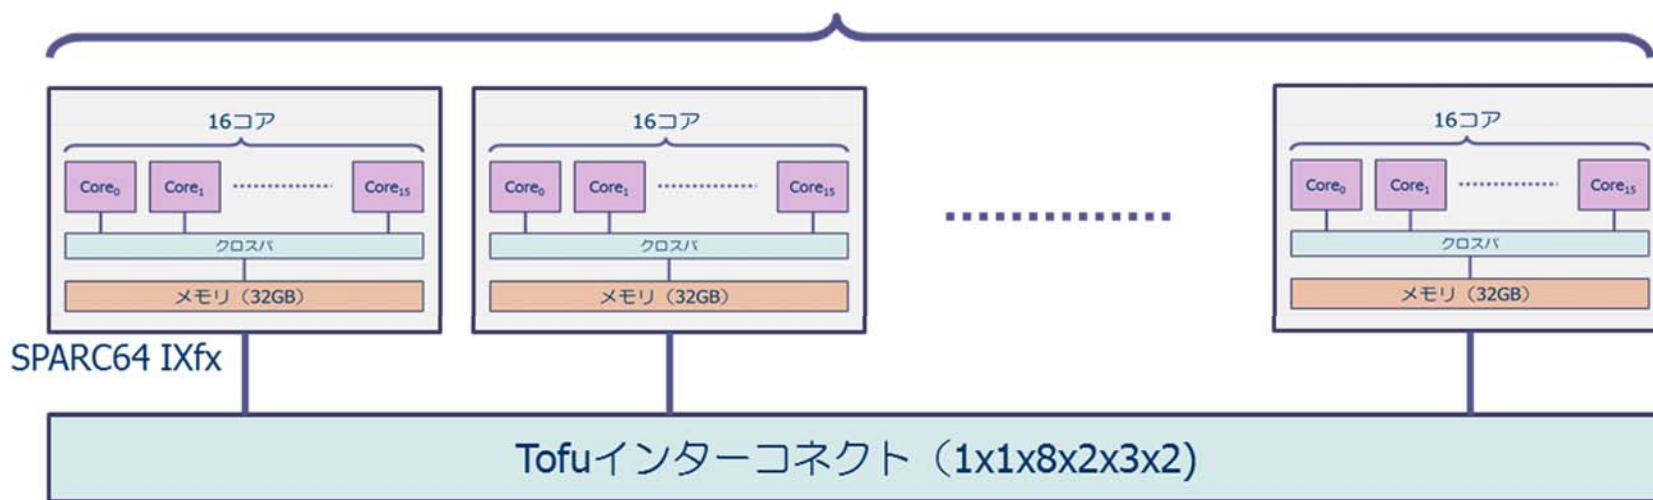 16コア
Core₀ Core₁ Core₁₅
クロスバ
メモリ（32GB）
16コア
Core₀ Core₁ Core₁₅
クロスバ
メモリ（32GB）
16コア
Core₀ Core₁ Core₁₅
クロスバ
メモリ（32GB）
SPARC64 IXfx
Tofuインターコネクト（1x1x8x2x3x2)